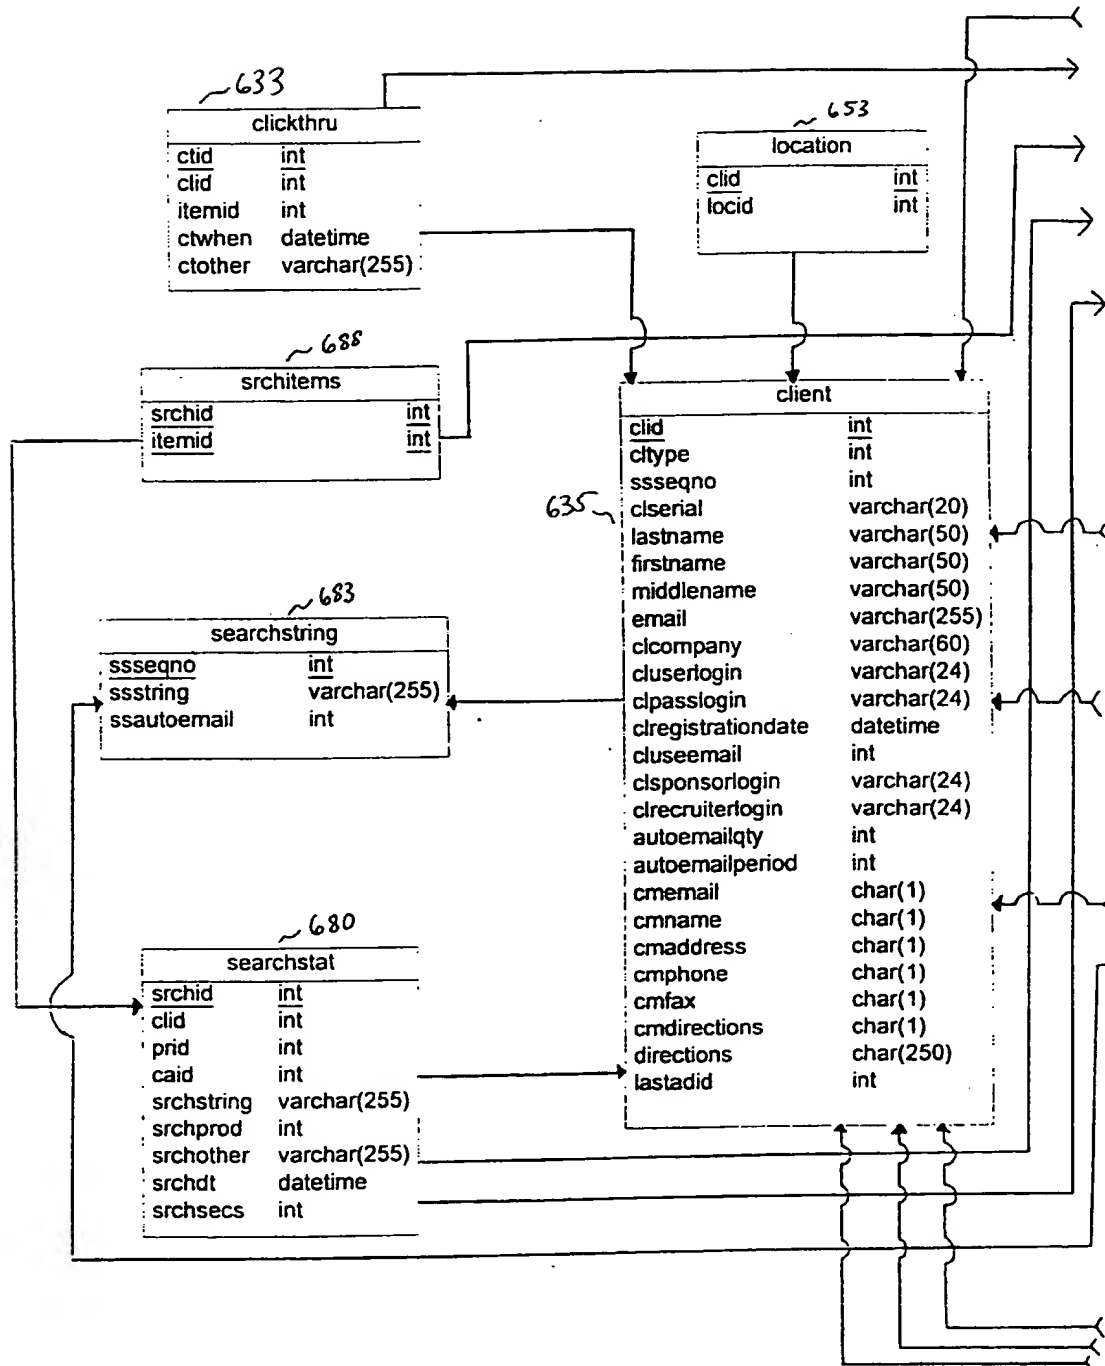 633
clickthru
ctid int
clid int
itemid int
ctwhen datetime
ctother varchar(255)
653
location
clid int
locid int
688
srchitems
srchid int
itemid int
635
client
clid int
cltype int
ssseqno int
clserial varchar(20)
lastname varchar(50)
firstname varchar(50)
middlename varchar(50)
email varchar(255)
clcompany varchar(60)
cluserlogin varchar(24)
clpasslogin varchar(24)
clregistrationdate datetime
cluseemail int
clsponsorlogin varchar(24)
clrecruiterlogin varchar(24)
autoemailqty int
autoemailperiod int
cmemail char(1)
cmname char(1)
cmaddress char(1)
cmphone char(1)
cmfax char(1)
cmdirections char(1)
directions char(250)
lastadid int
683
searchstring
ssseqno int
ssstring varchar(255)
ssautoemail int
680
searchstat
srchid int
clid int
prid int
caid int
srchstring varchar(255)
srchprod int
srchother varchar(255)
srchdt datetime
srchsecs int